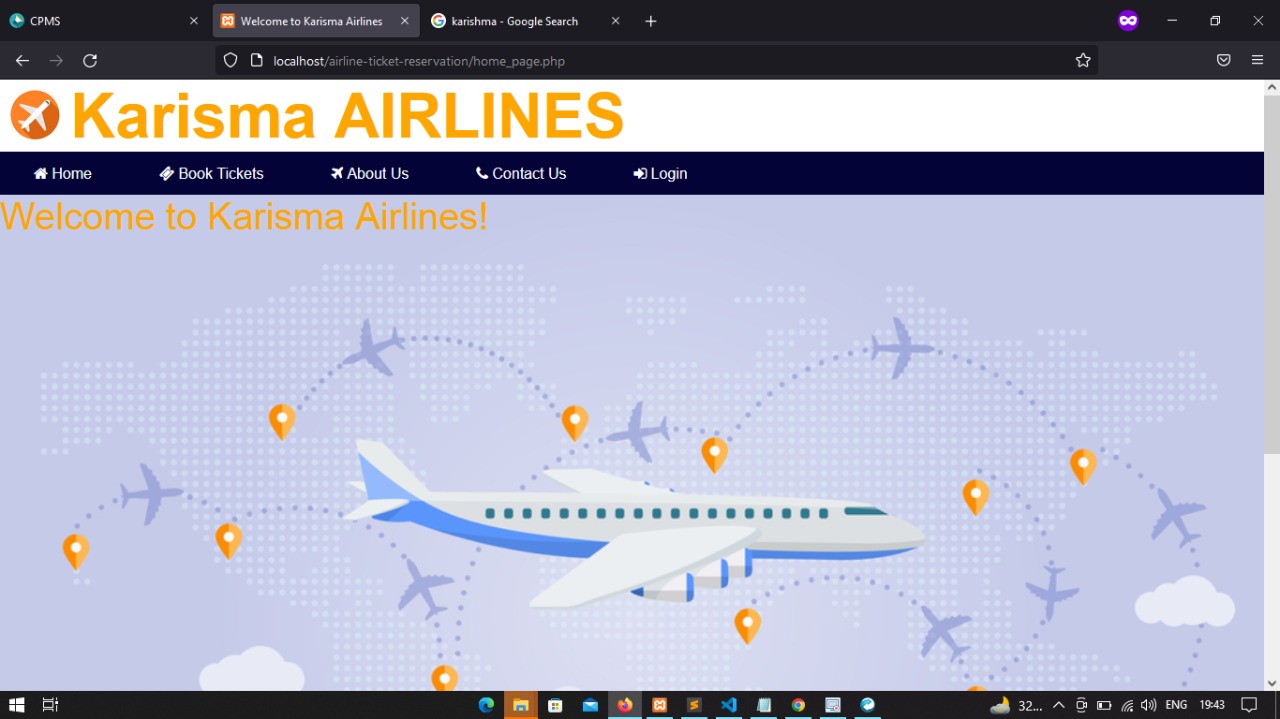 CPMS
Welcome to Karisma Airlines
karishma - Google Search
localhost/airline-ticket-reservation/home_page.php
Karisma AIRLINES
Home Book Tickets About Us Contact Us Login
Welcome to Karisma Airlines!
32... ENG 19:43